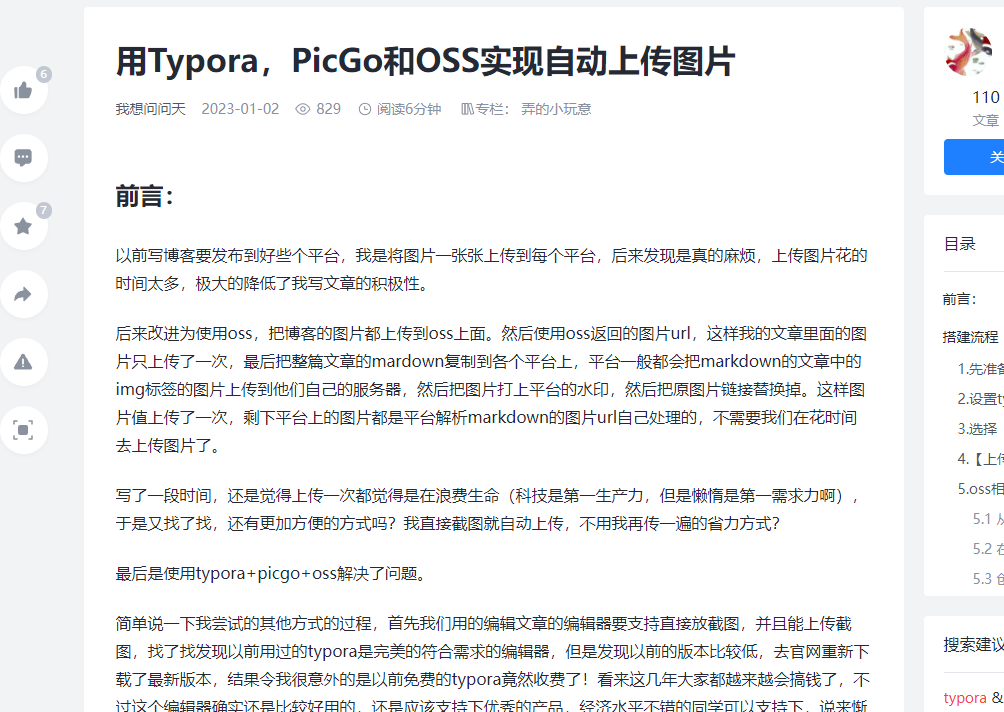 用Typora，PicGo和OSS实现自动上传图片
我想问问天 2023-01-02 829 阅读6分钟 专栏： 弄的小玩意
6
7
前言：
以前写博客要发布到好些个平台，我是将图片一张张上传到每个平台，后来发现是真的麻烦，上传图片花的
时间太多，极大的降低了我写文章的积极性。
后来改进为使用oss，把博客的图片都上传到oss上面。然后使用oss返回的图片url，这样我的文章里面的图
片只上传了一次，最后把整篇文章的mardown复制到各个平台上，平台一般都会把markdown的文章中的
img标签的图片上传到他们自己的服务器，然后把图片打上平台的水印，然后把原图片链接替换掉。这样图
片值上传了一次，剩下平台上的图片都是平台解析markdown的图片url自己处理的，不需要我们在花时间
去上传图片了。
写了一段时间，还是觉得上传一次都觉得是在浪费生命（科技是第一生产力，但是懒惰是第一需求力啊），
于是又找了找，还有更加方便的方式吗？我直接截图就自动上传，不用我再传一遍的省力方式？
最后是使用typora+picgo+oss解决了问题。
简单说一下我尝试的其他方式的过程，首先我们用的编辑文章的编辑器要支持直接放截图，并且能上传截
图，找了找发现以前用过的typora是完美的符合需求的编辑器，但是发现以前的版本比较低，去官网重新下
载了最新版本，结果令我很意外的是以前免费的typora竟然收费了！看来这几年大家都越来越会搞钱了，不
过这个编辑器确实还是比较好用的，还是应该支持下优秀的产品，经济水平不错的同学可以支持下，说来惭
110
文章
关
目录
前言：
搭建流程
1.先准备
2.设置ty
3.选择
4.【上传
5.oss相
5.1 从
5.2 在
5.3 创
搜索建议
typora &